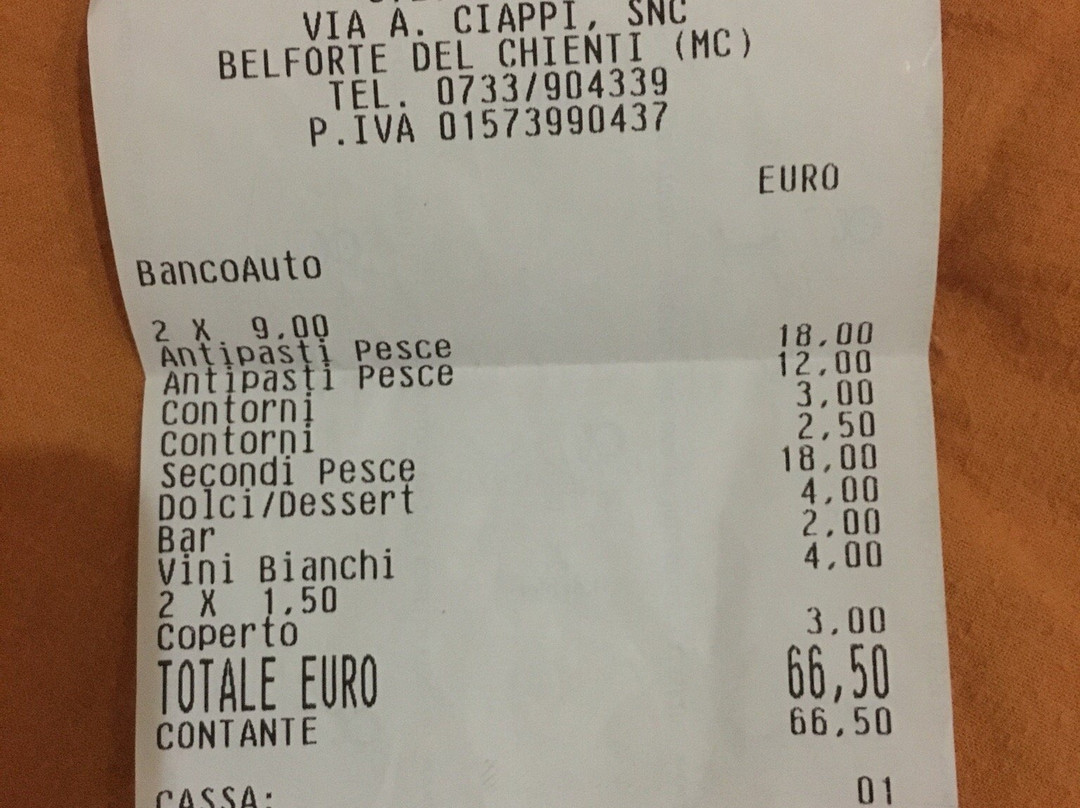 VIA A. CIAPPI, SNC
BELFORTE DEL CHIENTI (MC)
TEL. 0733/904339
P.IVA 01573990437
EURO
BancoAuto
2 X 9,00
Antipasti Pesce 18,00
Antipasti Pesce 12,00
Contorni 3,00
Contorni 2,50
Secondi Pesce 18,00
Dolci/Dessert 4,00
Bar 2,00
Vini Bianchi 4,00
2 X 1,50
Coperto 3,00
TOTALE EURO 66,50
CONTANTE 66,50
CASSA: 01